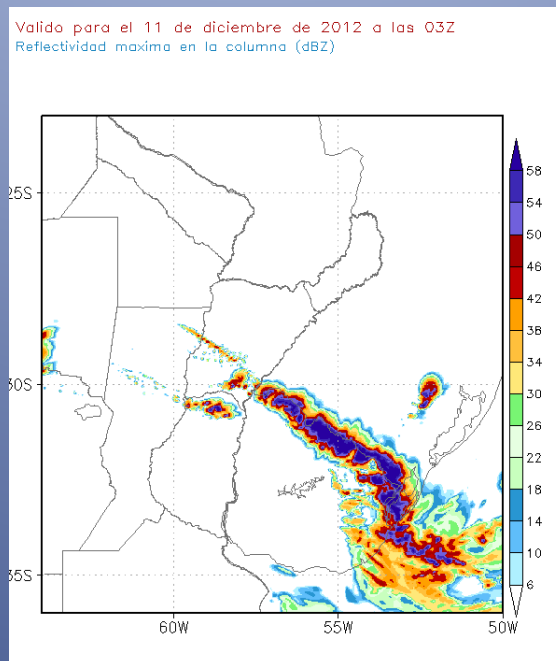 Valido para el 11 de diciembre de 2012 a las 03Z
Reflectividad maxima en la columna (dBZ)
58
25S
54
50
46
42
38
34
30S
30
26
22
18
14
10
35S
6
60W
55W
50W